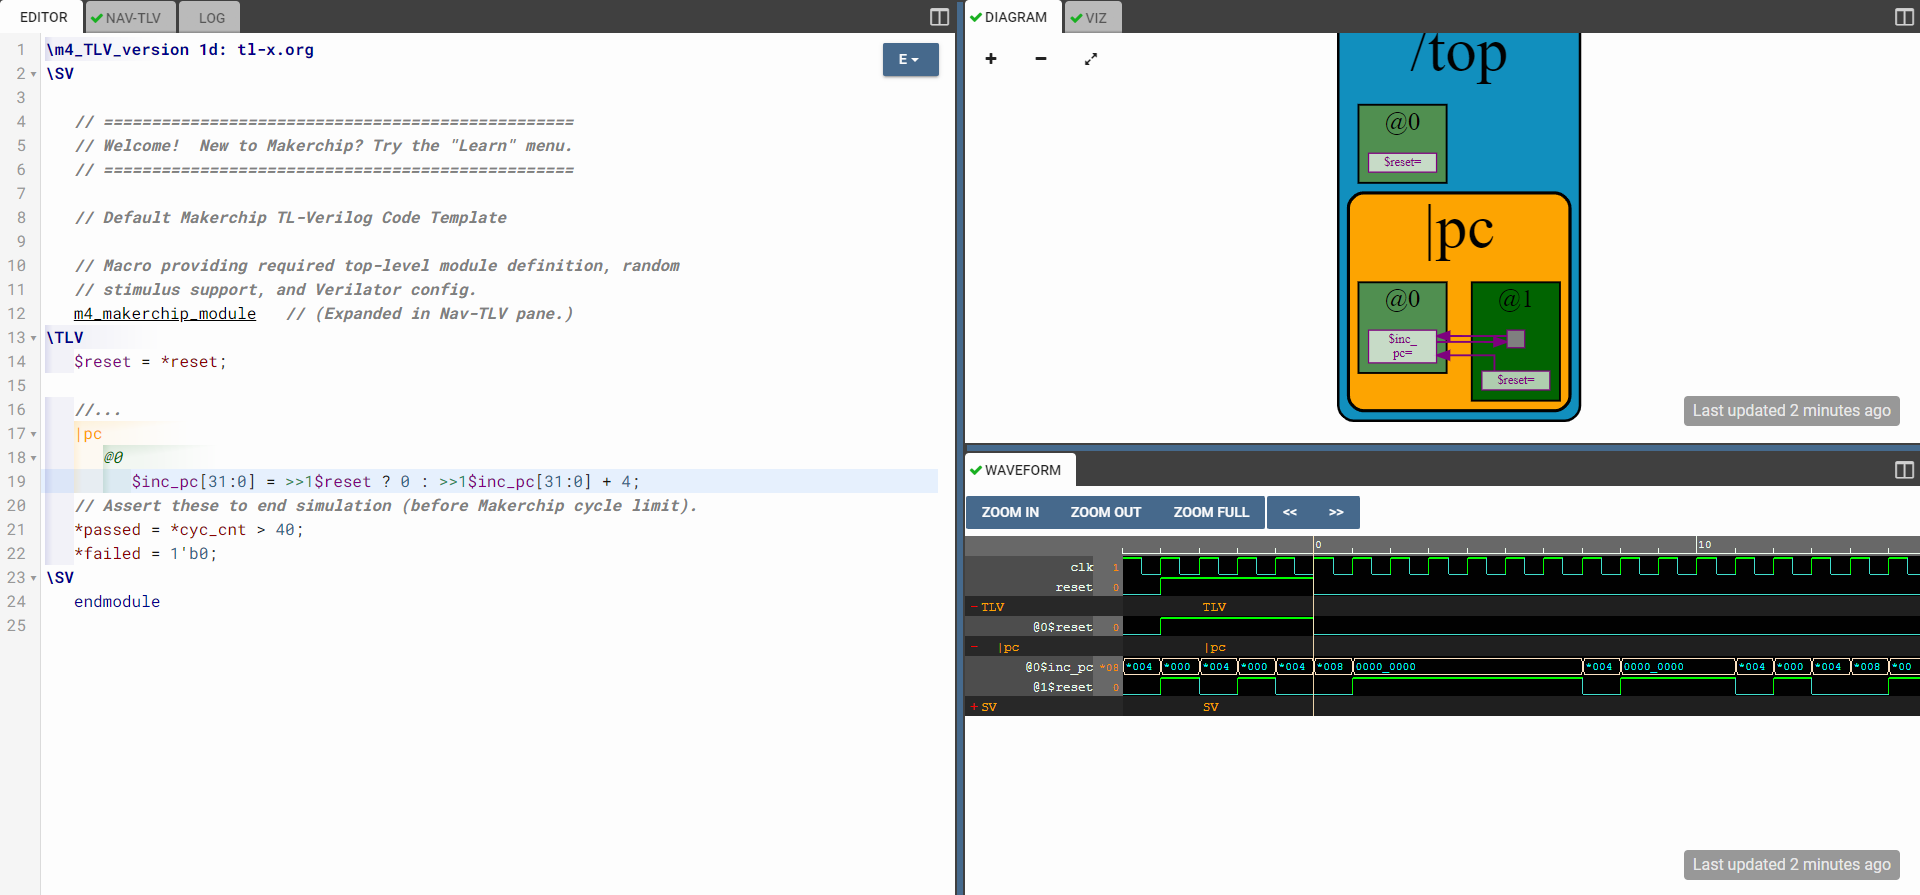 EDITOR
NAV-TLV
LOG
E
1 \m4_TLV_version 1d: tl-x.org
2 \SV
3
4 // =================================================
5 // Welcome!  New to Makerchip? Try the "Learn" menu.
6 // =================================================
7
8 // Default Makerchip TL-Verilog Code Template
9
10 // Macro providing required top-level module definition, random
11 // stimulus support, and Verilator config.
12 m4_makerchip_module   // (Expanded in Nav-TLV pane.)
13 \TLV
14 $reset = *reset;
15
16 //...
17 |pc
18 @0
19 $inc_pc[31:0] = >>1$reset ? 0 : >>1$inc_pc[31:0] + 4;
20 // Assert these to end simulation (before Makerchip cycle limit).
21 *passed = *cyc_cnt > 40;
22 *failed = 1'b0;
23 \SV
24 endmodule
25
DIAGRAM
VIZ
+ −
/top
@0
$reset=
|pc
@0
@1
$inc_
pc=
$reset=
Last updated 2 minutes ago
WAVEFORM
ZOOM IN ZOOM OUT ZOOM FULL << >>
0 10
clk 1
reset 0
- TLV TLV
@0$reset 0
- |pc |pc
@0$inc_pc *08 *004 *000 *004 *000 *004 *008 0000_0000 *004 0000_0000 *004 *000 *004 *008 *00
@1$reset 0
+ SV SV
Last updated 2 minutes ago